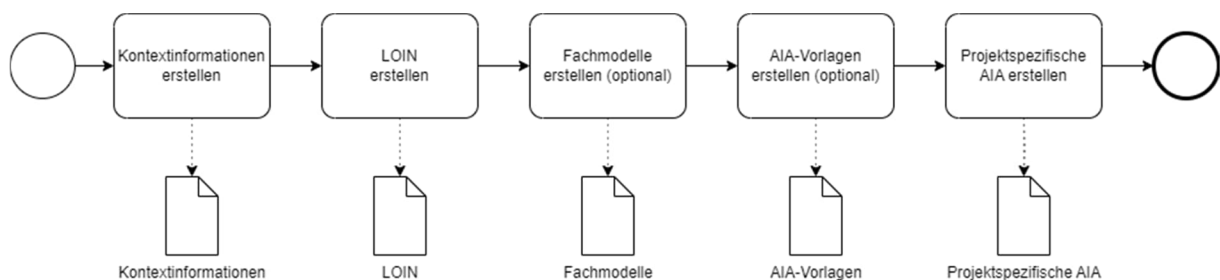 Kontextinformationen
erstellen
LOIN
erstellen
Fachmodelle
erstellen (optional)
AIA-Vorlagen
erstellen (optional)
Projektspezifische
AIA erstellen
Kontextinformationen
LOIN
Fachmodelle
AIA-Vorlagen
Projektspezifische AIA